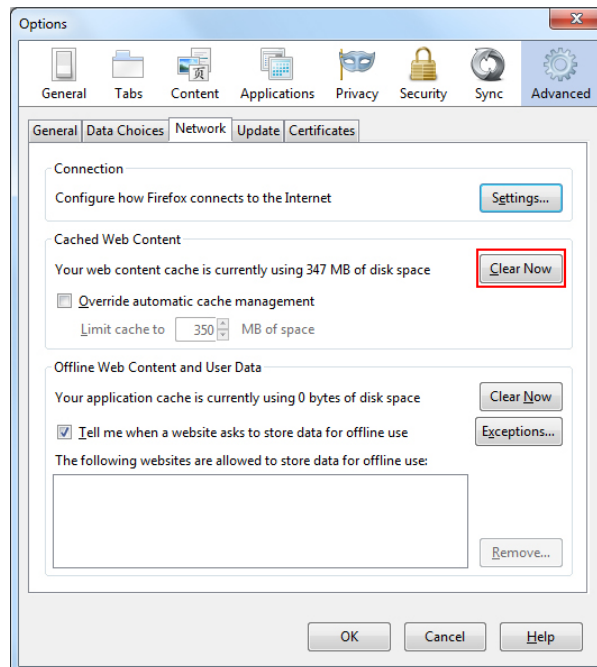 Options
General Tabs Content Applications Privacy Security Sync Advanced
General Data Choices Network Update Certificates
Connection
Configure how Firefox connects to the Internet Settings...
Cached Web Content
Your web content cache is currently using 347 MB of disk space Clear Now
Override automatic cache management
Limit cache to 350 MB of space
Offline Web Content and User Data
Your application cache is currently using 0 bytes of disk space Clear Now
Tell me when a website asks to store data for offline use Exceptions...
The following websites are allowed to store data for offline use:
Remove...
OK Cancel Help